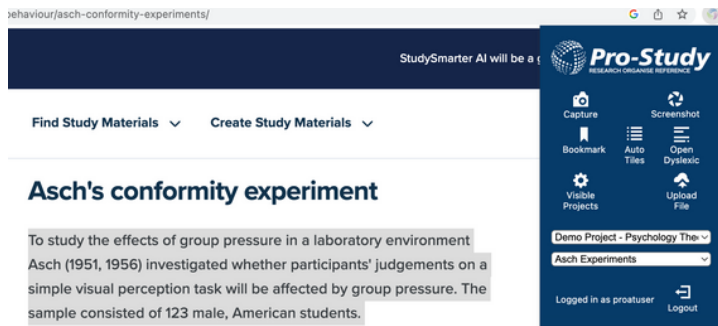 behaviour/asch-conformity-experiments/
StudySmarter AI will be a
Find Study Materials
Create Study Materials
Asch's conformity experiment
To study the effects of group pressure in a laboratory environment
Asch (1951, 1956) investigated whether participants' judgements on a
simple visual perception task will be affected by group pressure. The
sample consisted of 123 male, American students.
Pro-Study
RESEARCH ORGANISE REFERENCE
Capture
Screenshot
Bookmark
Auto
Tiles
Open
Dyslexic
Visible
Projects
Upload
File
Demo Project - Psychology
Asch Experiments
Logged in as proatuser
Logout